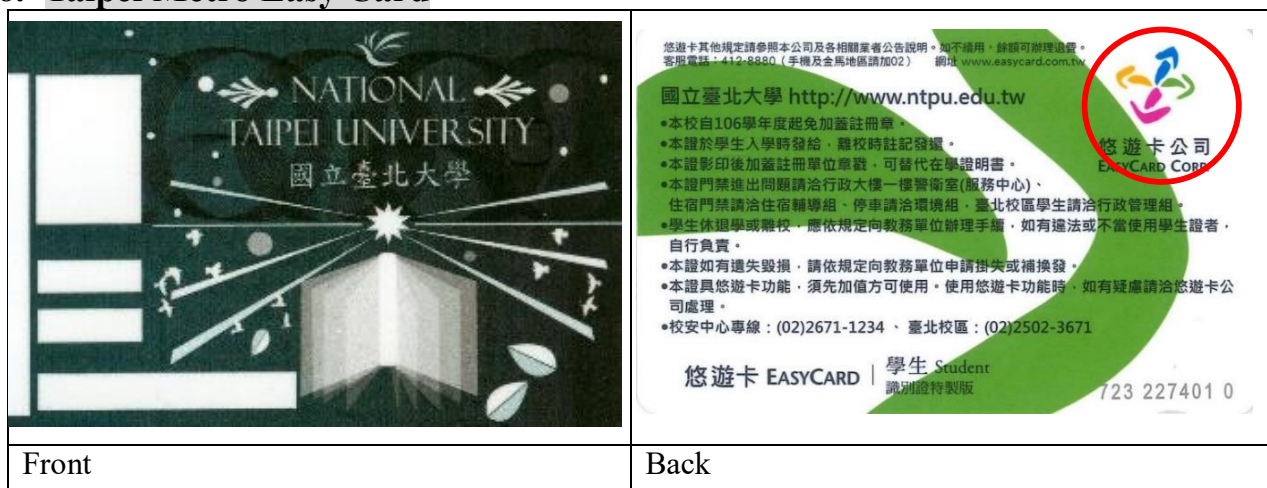 Taipei Metro Easy Card
NATIONAL
TAIPEI UNIVERSITY
國立臺北大學
悠遊卡其他規定請參照本公司及各相關業者公告說明。如不續用，餘額可辦理退費。
客服電話：412-8880（手機及金馬地區請加02） 網址 www.easycard.com.tw
國立臺北大學 http://www.ntpu.edu.tw
悠遊卡公司
EASYCARD CORP.
•本校自106學年度起免加蓋註冊章。
•本證於學生入學時發給，離校時註記發還。
•本證影印後加蓋註冊單位章戳，可替代在學證明書。
•本證門禁進出問題請洽行政大樓一樓警衛室(服務中心)、
住宿門禁請洽住宿輔導組、停車請洽環境組，臺北校區學生請洽行政管理組。
•學生休退學或離校，應依規定向教務單位辦理手續，如有違法或不當使用學生證者，
自行負責。
•本證如有遺失毀損，請依規定向教務單位申請掛失或補換發。
•本證具悠遊卡功能，須先加值方可使用。使用悠遊卡功能時，如有疑慮請洽悠遊卡公
司處理。
•校安中心專線：(02)2671-1234 、 臺北校區：(02)2502-3671
悠遊卡 EASYCARD | 學生 Student
識別證特製版
723 227401 0
Front
Back